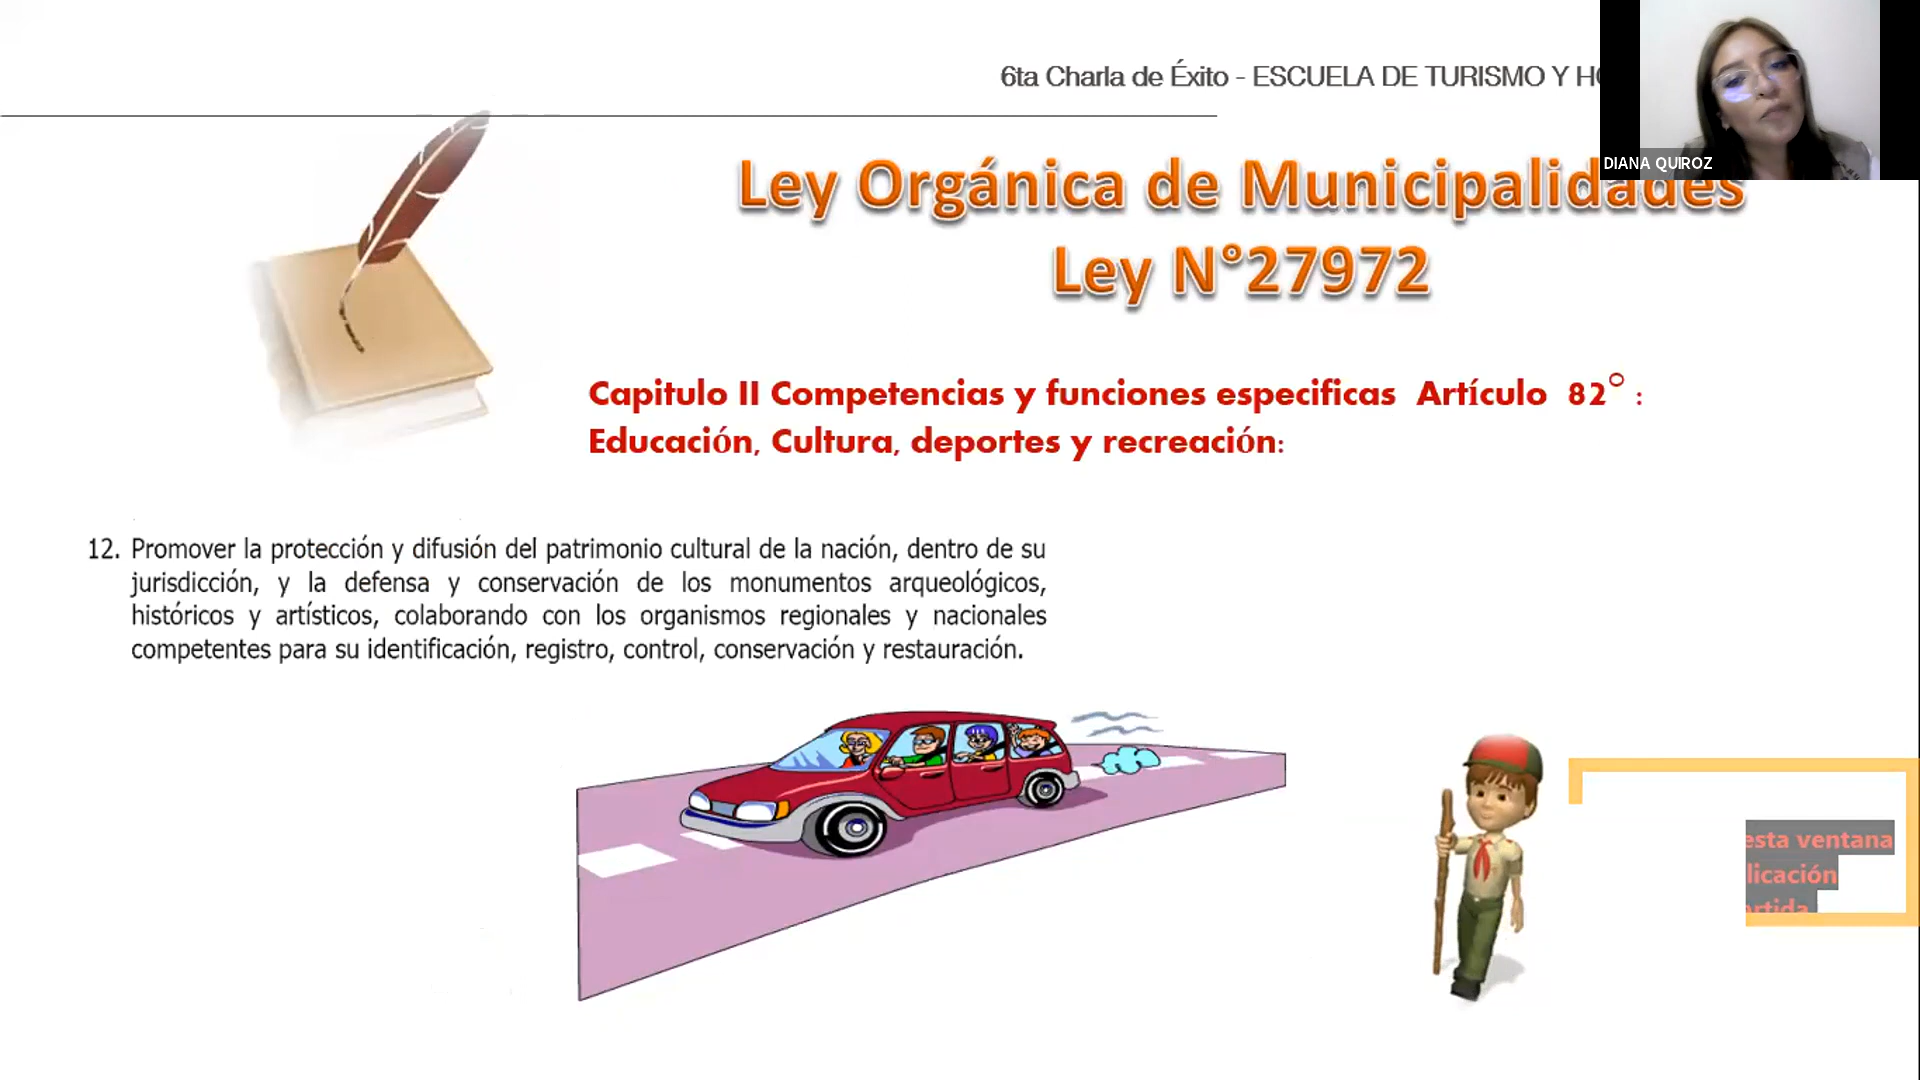 6ta Charla de Éxito - ESCUELA DE TURISMO Y
DIANA QUIROZ
Ley Orgánica de Municipalidades
Ley N°27972
Capitulo II Competencias y funciones especificas Artículo 82° :
Educación, Cultura, deportes y recreación:
12. Promover la protección y difusión del patrimonio cultural de la nación, dentro de su
jurisdicción, y la defensa y conservación de los monumentos arqueológicos,
históricos y artísticos, colaborando con los organismos regionales y nacionales
competentes para su identificación, registro, control, conservación y restauración.
esta ventana
licación